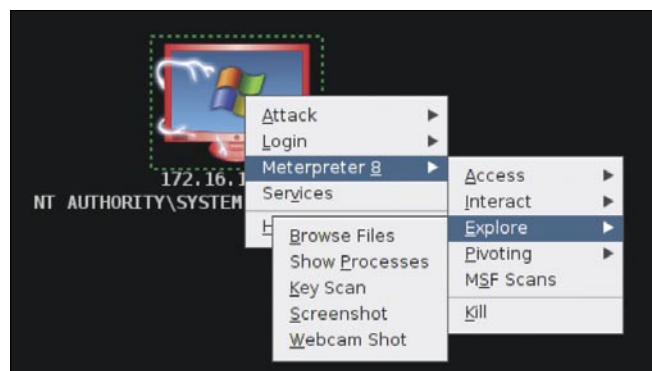 Attack
Login
Meterpreter 8
Services
172.16.1
NT AUTHORITY\SYSTEM
H
Access
Interact
Explore
Pivoting
MSF Scans
Kill
Browse Files
Show Processes
Key Scan
Screenshot
Webcam Shot